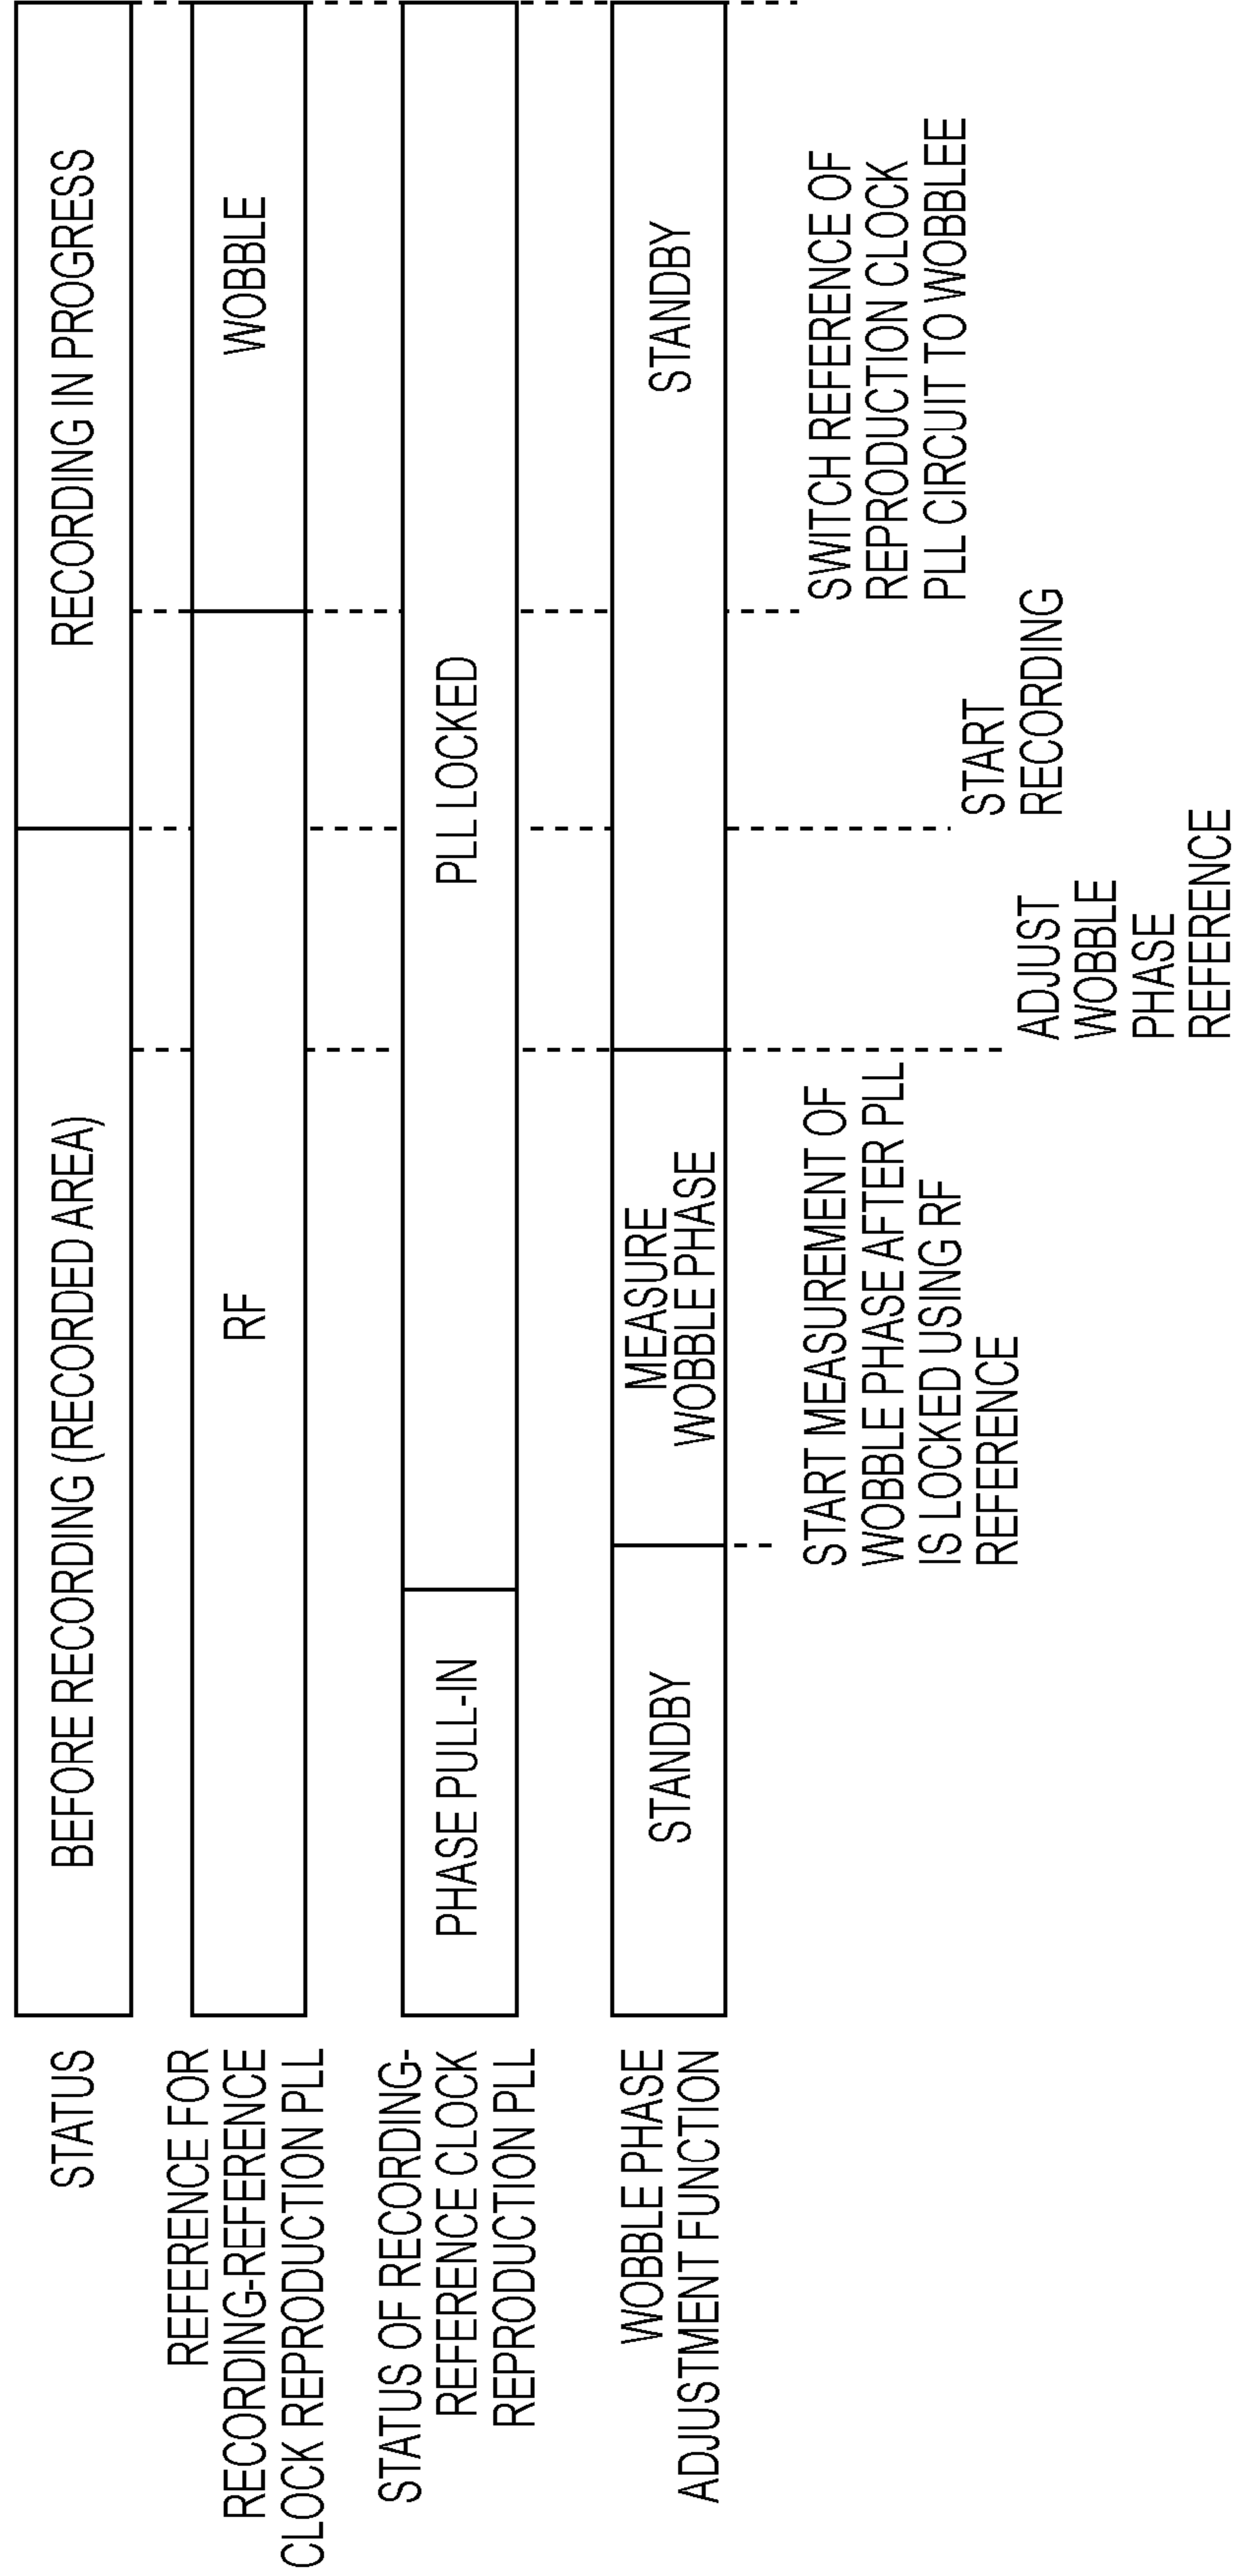 STATUS
BEFORE RECORDING (RECORDED AREA)
RECORDING IN PROGRESS
REFERENCE FOR
RECORDING-REFERENCE
CLOCK REPRODUCTION PLL
RF
WOBBLE
STATUS OF RECORDING-
REFERENCE CLOCK
REPRODUCTION PLL
PHASE PULL-IN
PLL LOCKED
WOBBLE PHASE
ADJUSTMENT FUNCTION
STANDBY
MEASURE
WOBBLE PHASE
STANDBY
START MEASUREMENT OF
WOBBLE PHASE AFTER PLL
IS LOCKED USING RF
REFERENCE
ADJUST
WOBBLE
PHASE
REFERENCE
START
RECORDING
SWITCH REFERENCE OF
REPRODUCTION CLOCK
PLL CIRCUIT TO WOBBLEE